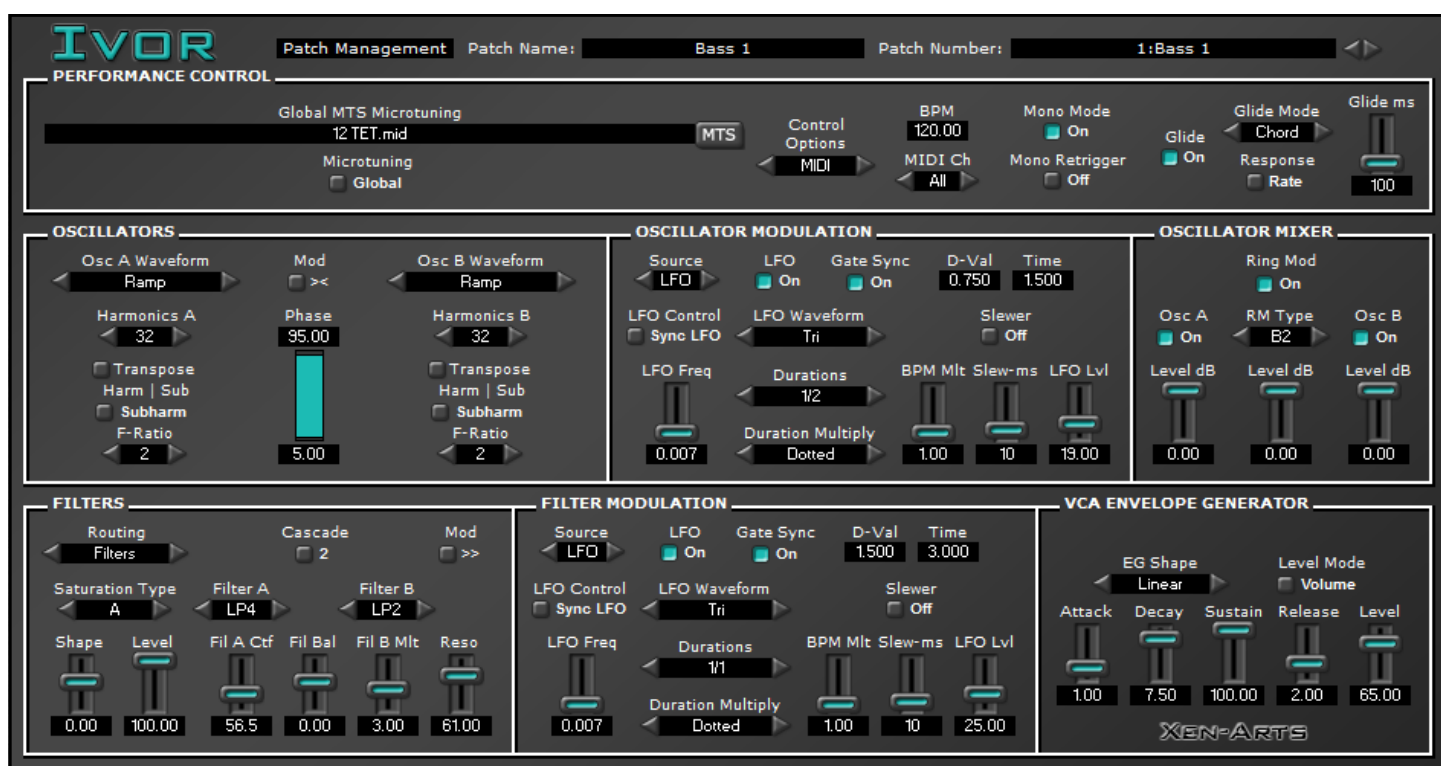 IVOR
Patch Management Patch Name: Bass 1 Patch Number: 1:Bass 1
PERFORMANCE CONTROL
Global MTS Microtuning
12 TET.mid
MTS
Microtuning
Global
Control
Options
MIDI
BPM
120.00
MIDI Ch
All
Mono Mode
On
Mono Retrigger
Off
Glide
On
Glide Mode
Chord
Response
Rate
Glide ms
100
OSCILLATORS
Osc A Waveform Mod Osc B Waveform
Ramp >< Ramp
Harmonics A Phase Harmonics B
32 95.00 32
Transpose Transpose
Harm | Sub Harm | Sub
Subharm Subharm
F-Ratio F-Ratio
2 5.00 2
OSCILLATOR MODULATION
Source LFO Gate Sync D-Val Time
LFO On On 0.750 1.500
LFO Control LFO Waveform Slewer
Sync LFO Tri Off
LFO Freq Durations BPM Mlt Slew-ms LFO Lvl
1/2
Duration Multiply
0.007 Dotted 1.00 10 19.00
OSCILLATOR MIXER
Ring Mod
On
Osc A RM Type Osc B
On B2 On
Level dB Level dB Level dB
0.00 0.00 0.00
FILTERS
Routing Cascade Mod
Filters 2 >>
Saturation Type Filter A Filter B
A LP4 LP2
Shape Level Fil A Ctf Fil Bal Fil B Mlt Reso
0.00 100.00 56.5 0.00 3.00 61.00
FILTER MODULATION
Source LFO Gate Sync D-Val Time
LFO On On 1.500 3.000
LFO Control LFO Waveform Slewer
Sync LFO Tri Off
LFO Freq Durations BPM Mlt Slew-ms LFO Lvl
1/1
Duration Multiply
0.007 Dotted 1.00 10 25.00
VCA ENVELOPE GENERATOR
EG Shape Level Mode
Linear Volume
Attack Decay Sustain Release Level
1.00 7.50 100.00 2.00 65.00
XEN-ARTS